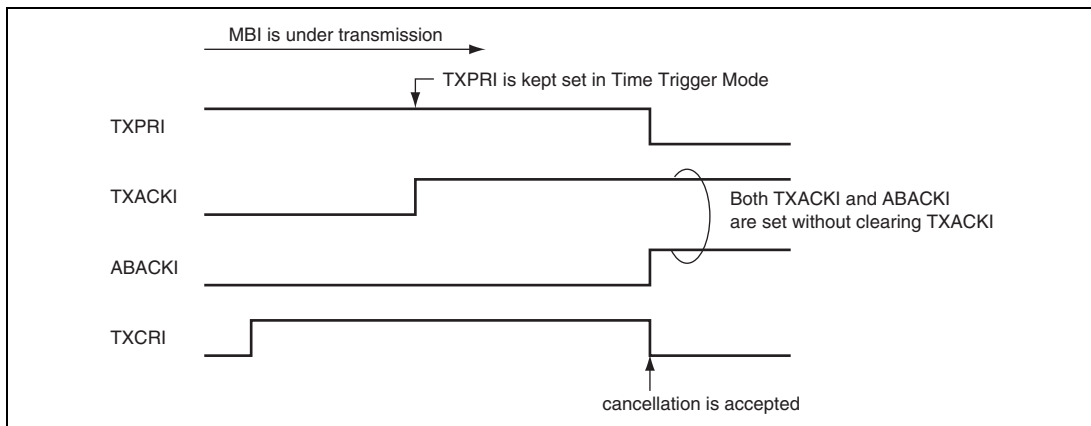 MBI is under transmission
TXPRI is kept set in Time Trigger Mode
TXPRI
TXACKI
Both TXACKI and ABACKI
are set without clearing TXACKI
ABACKI
TXCRI
cancellation is accepted